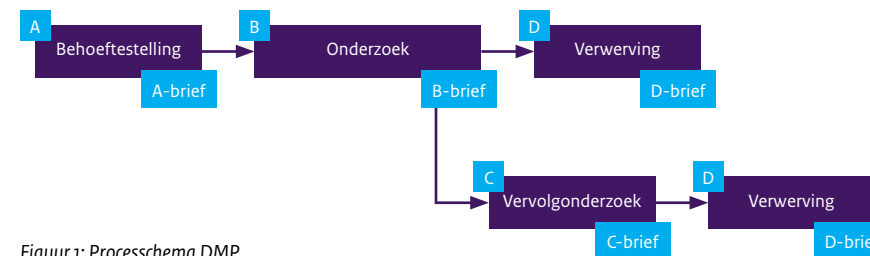 A
Behoeftestelling
A-brief
B
Onderzoek
B-brief
D
Verwerving
D-brief
C
Vervolgonderzoek
C-brief
D
Verwerving
D-brie
Figuur 1: Processchema DMP